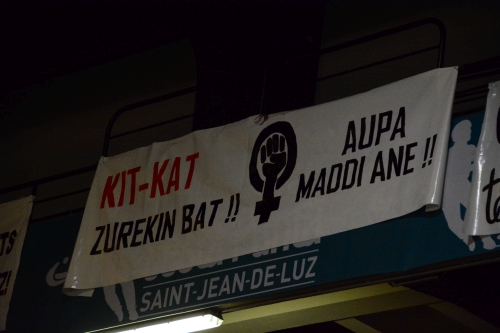 KIT-KAT
ZUREKIN BAT !!
AUPA
MADDI ANE !!
SAINT-JEAN-DE-LUZ